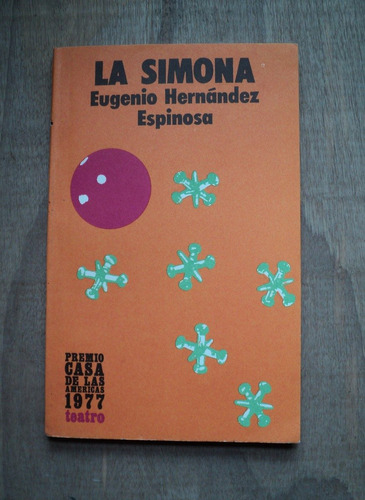 LA SIMONA
Eugenio Hernández
Espinosa
PREMIO
CASA
DE LAS
AMERICAS
1977
teatro